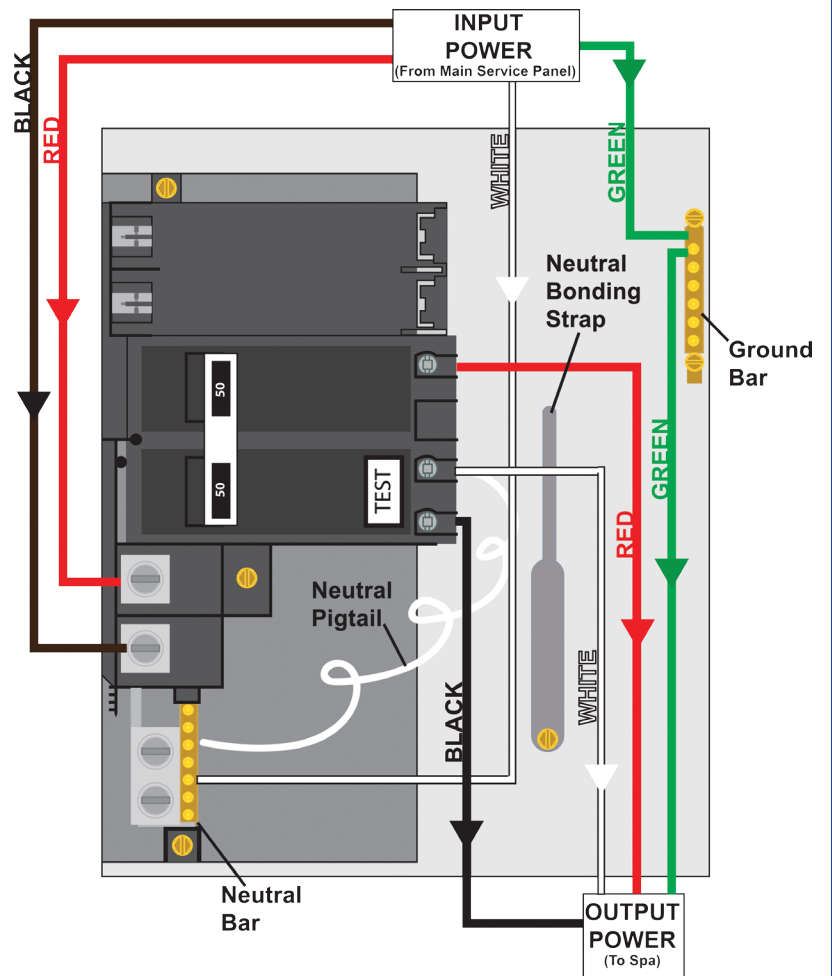 INPUT
POWER
(From Main Service Panel)
BLACK
RED
WHITE
GREEN
Neutral
Bonding
Strap
Ground
Bar
50
50
TEST
GREEN
RED
Neutral
Pigtail
WHITE
BLACK
Neutral
Bar
OUTPUT
POWER
(To Spa)